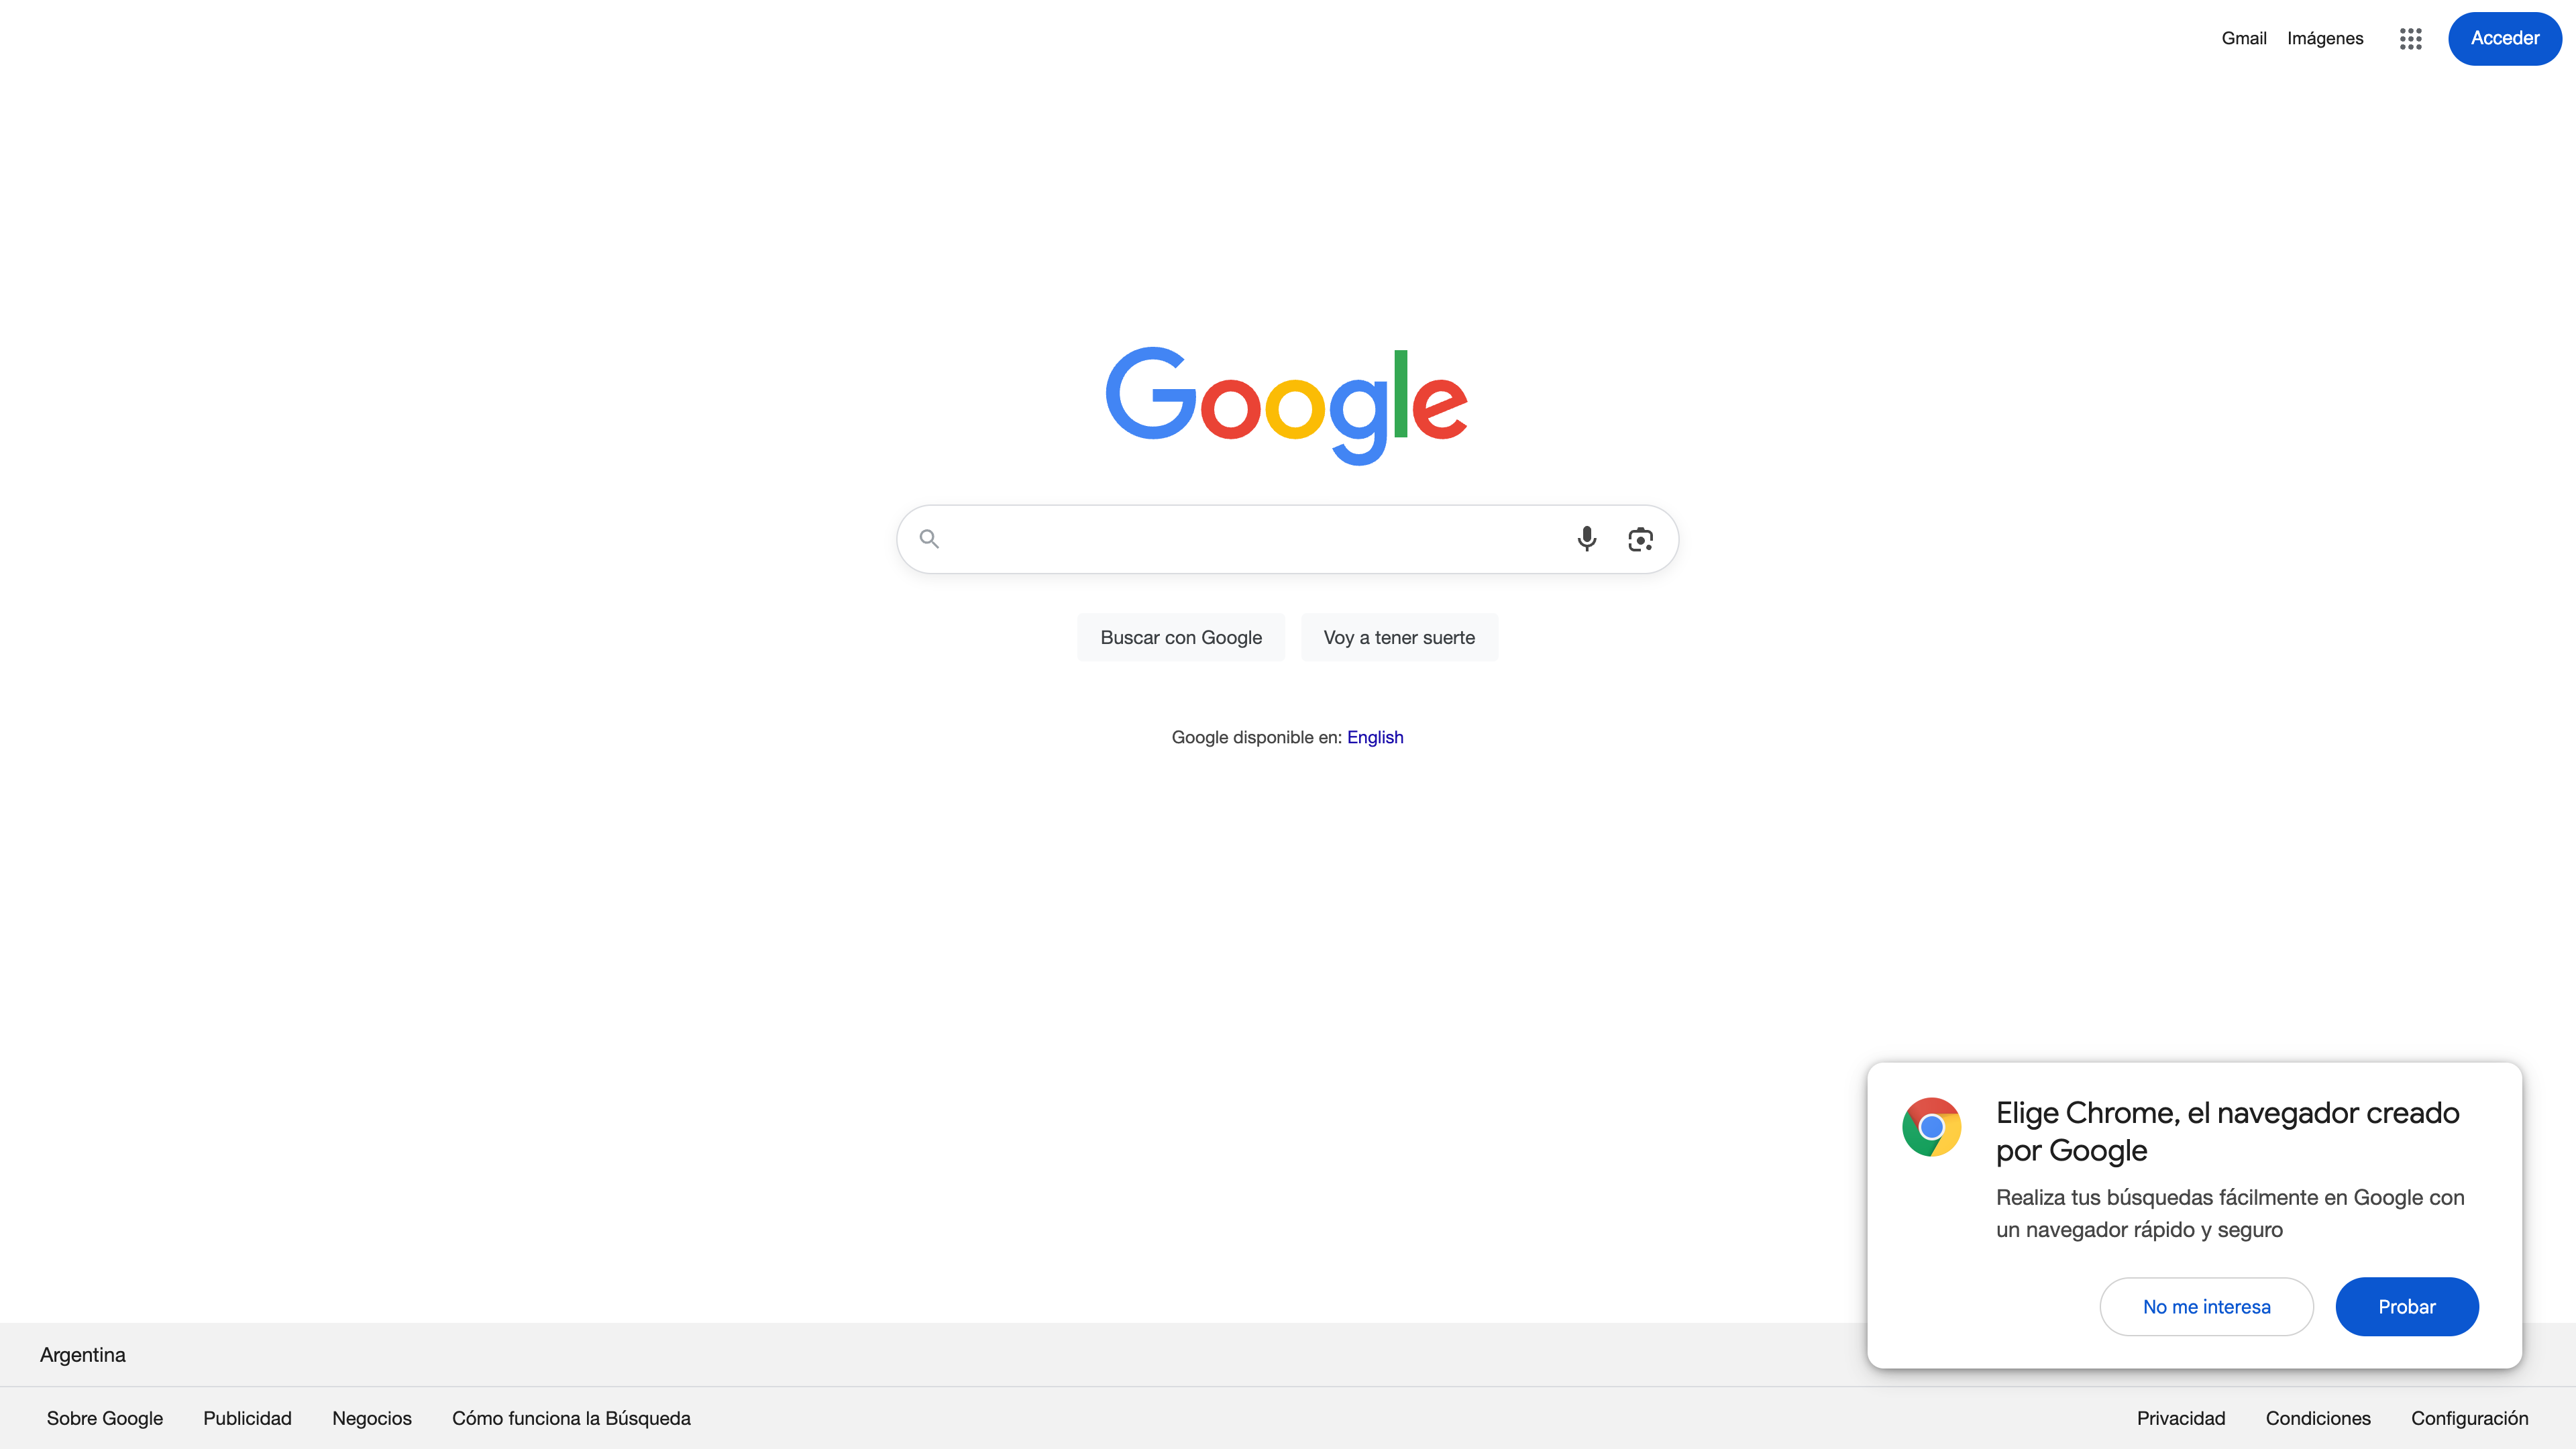 Gmail Imágenes Acceder
Google
Buscar con Google Voy a tener suerte
Google disponible en: English
Elige Chrome, el navegador creado
por Google
Realiza tus búsquedas fácilmente en Google con
un navegador rápido y seguro
No me interesa Probar
Argentina
Sobre Google Publicidad Negocios Cómo funciona la Búsqueda Privacidad Condiciones Configuración